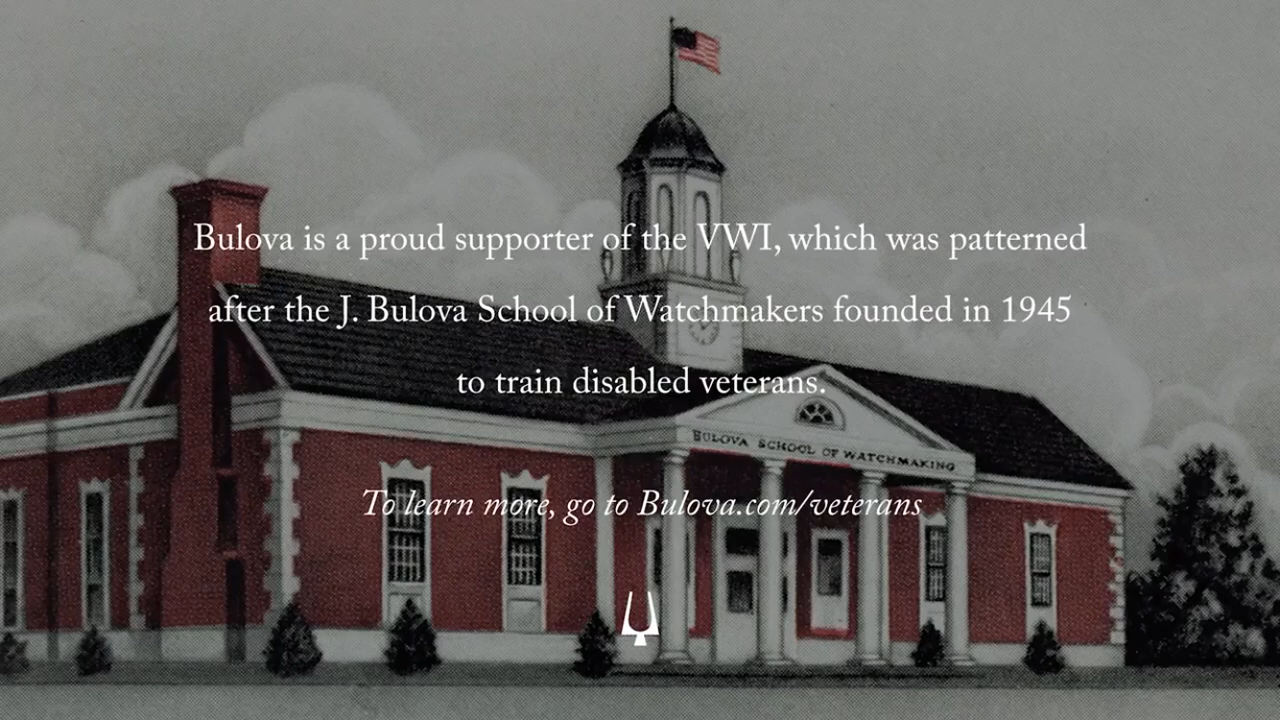 Bulova is a proud supporter of the VWI, which was patterned
after the J. Bulova School of Watchmakers founded in 1945
to train disabled veterans.
BULOVA SCHOOL OF WATCHMAKING
To learn more, go to Bulova.com/veterans